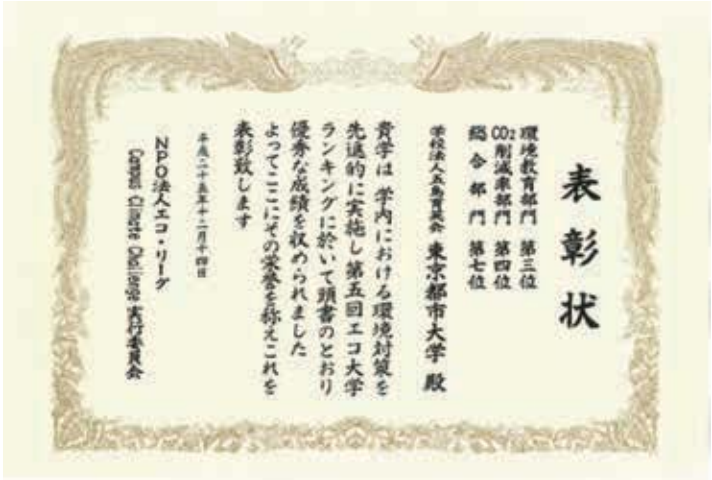 表彰状
環境教育部門 第三位
CO2削減率部門 第四位
総合部門 第七位
学校法人五島育英会 東京都市大学 殿
貴学は 学内における環境対策を
先進的に実施し第五回エコ大学
ランキングに於いて頭書のとおり
優秀な成績を収められました
よってここにその栄誉を称えこれを
表彰致します
平成二十五年十二月十四日
NPO法人エコ・リーグ
Campus Climate Challenge 実行委員会